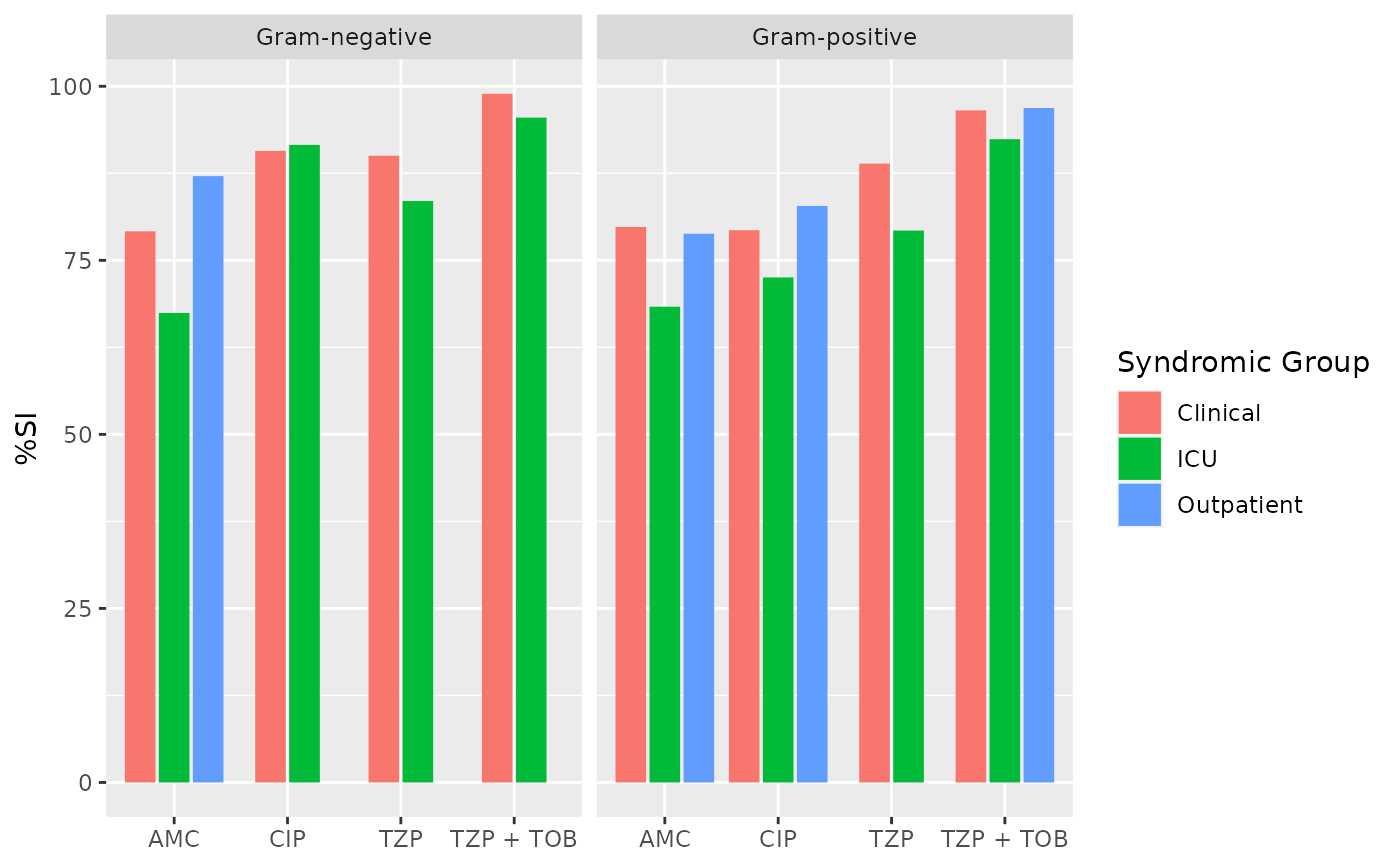 Gram-negative
Gram-positive
100
75
50
25
0
%SI
AMC
CIP
TZP
TZP + TOB
AMC
CIP
TZP
TZP + TOB
Syndromic Group
Clinical
ICU
Outpatient